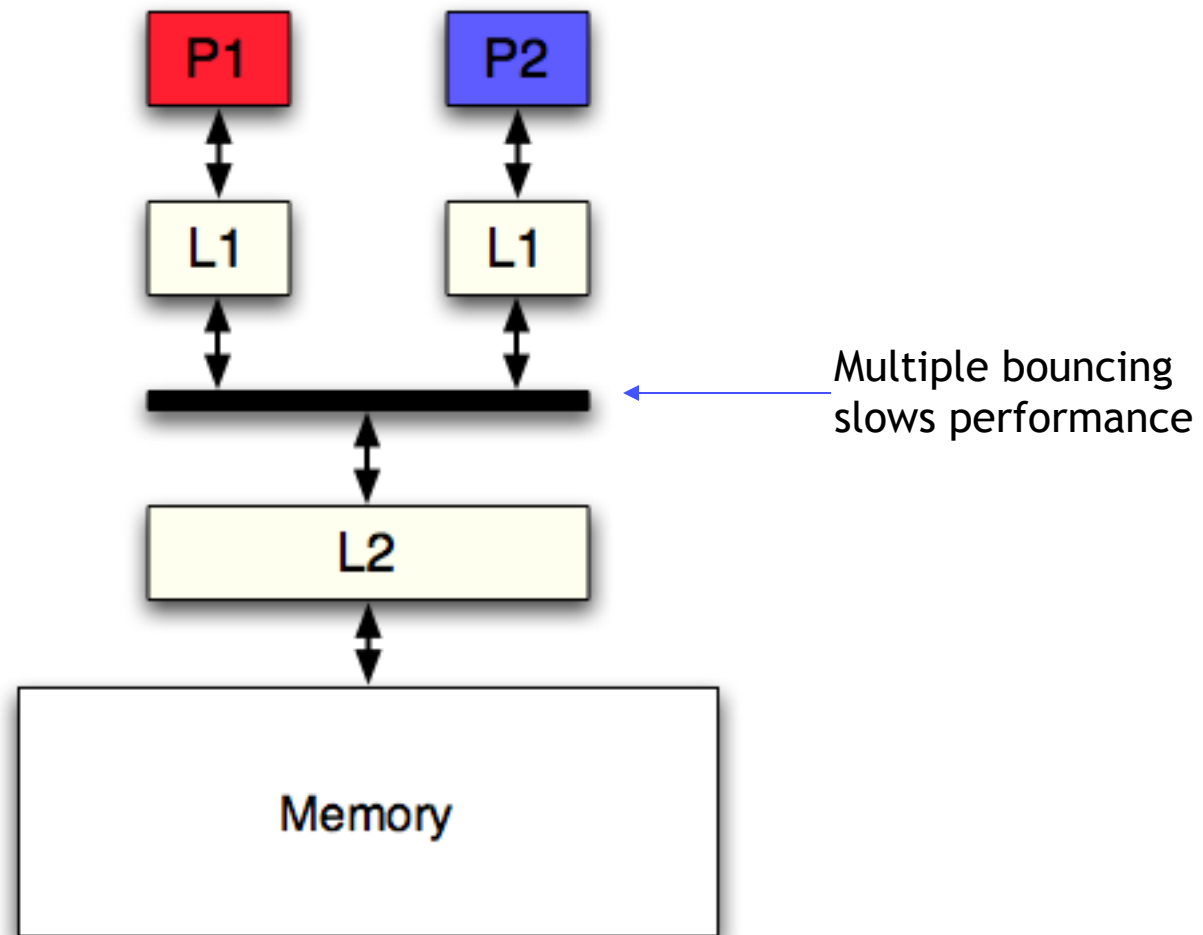 P1
P2
L1
L1
Multiple bouncing
slows performance
L2
Memory